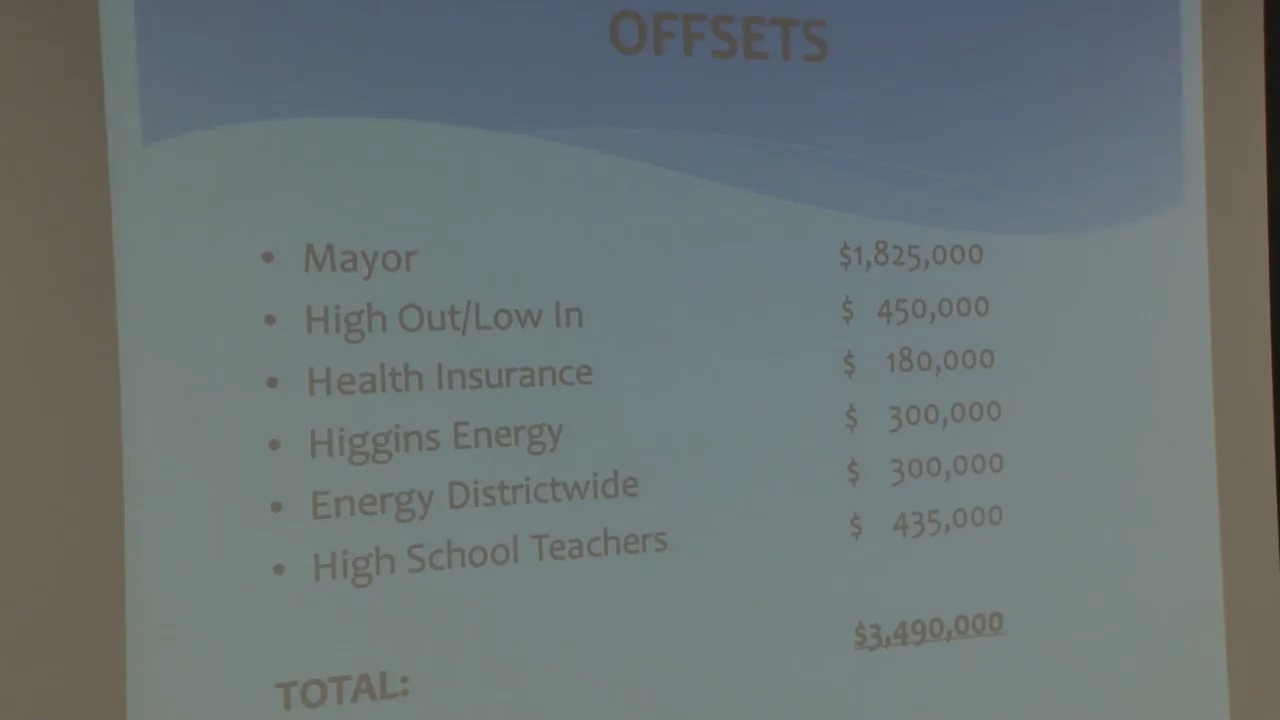 OFFSETS
• Mayor $1,825,000
• High Out/Low In $ 450,000
• Health Insurance $ 180,000
• Higgins Energy $ 300,000
• Energy Districtwide $ 300,000
• High School Teachers $ 435,000
$3,490,000
TOTAL: